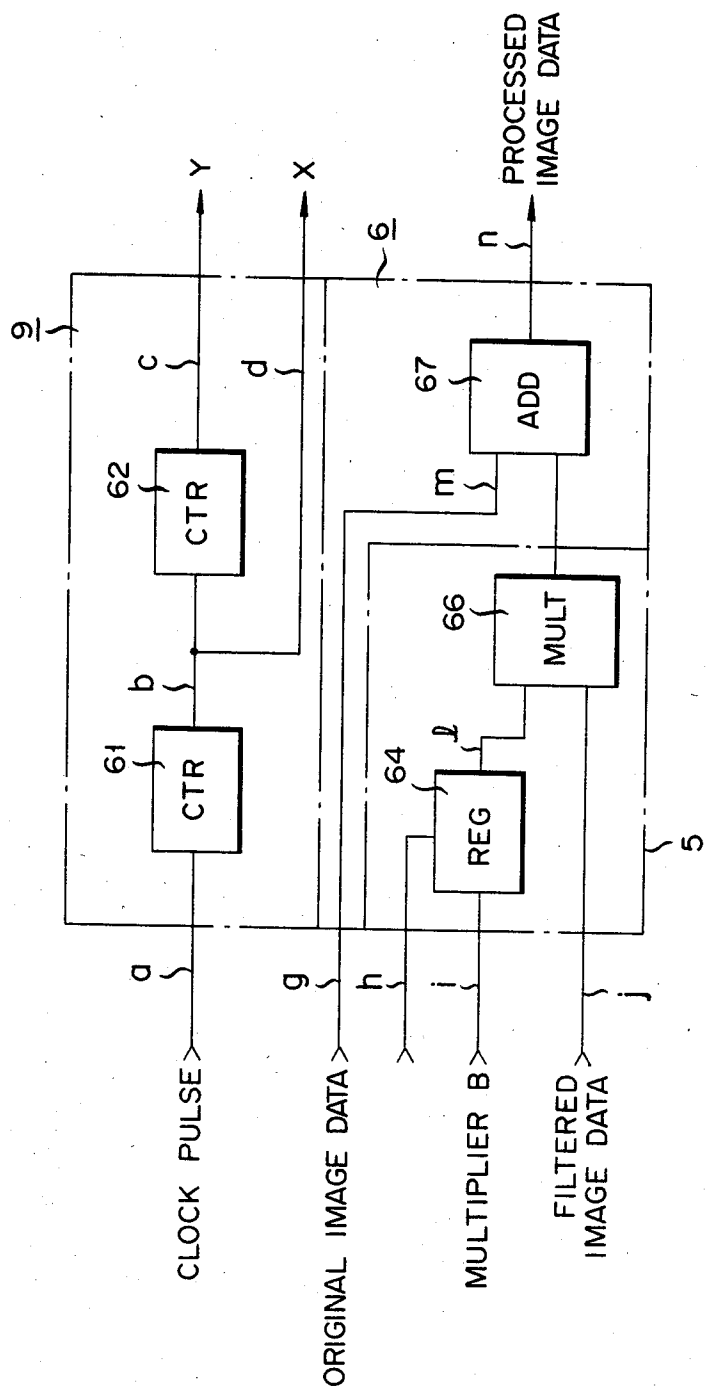 9
CLOCK PULSE
a
61
CTR
b
62
CTR
c
Y
d
X
6
ORIGINAL IMAGE DATA
g
m
67
ADD
n
PROCESSED
IMAGE DATA
h
64
REG
l
66
MULT
MULTIPLIER B
i
FILTERED
IMAGE DATA
j
5